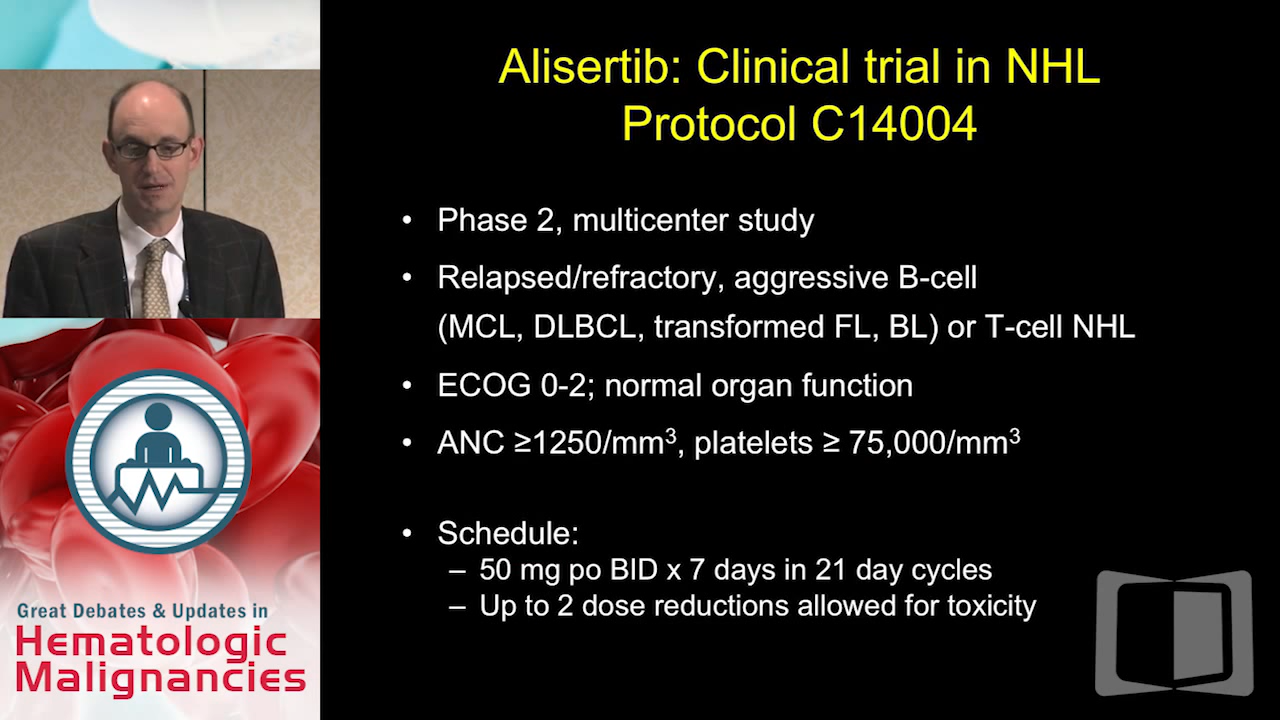 Alisertib: Clinical trial in NHL
Protocol C14004
• Phase 2, multicenter study
• Relapsed/refractory, aggressive B-cell
(MCL, DLBCL, transformed FL, BL) or T-cell NHL
• ECOG 0-2; normal organ function
• ANC ≥1250/mm³, platelets ≥ 75,000/mm³
• Schedule:
– 50 mg po BID x 7 days in 21 day cycles
– Up to 2 dose reductions allowed for toxicity
Great Debates & Updates in
Hematologic
Malignancies